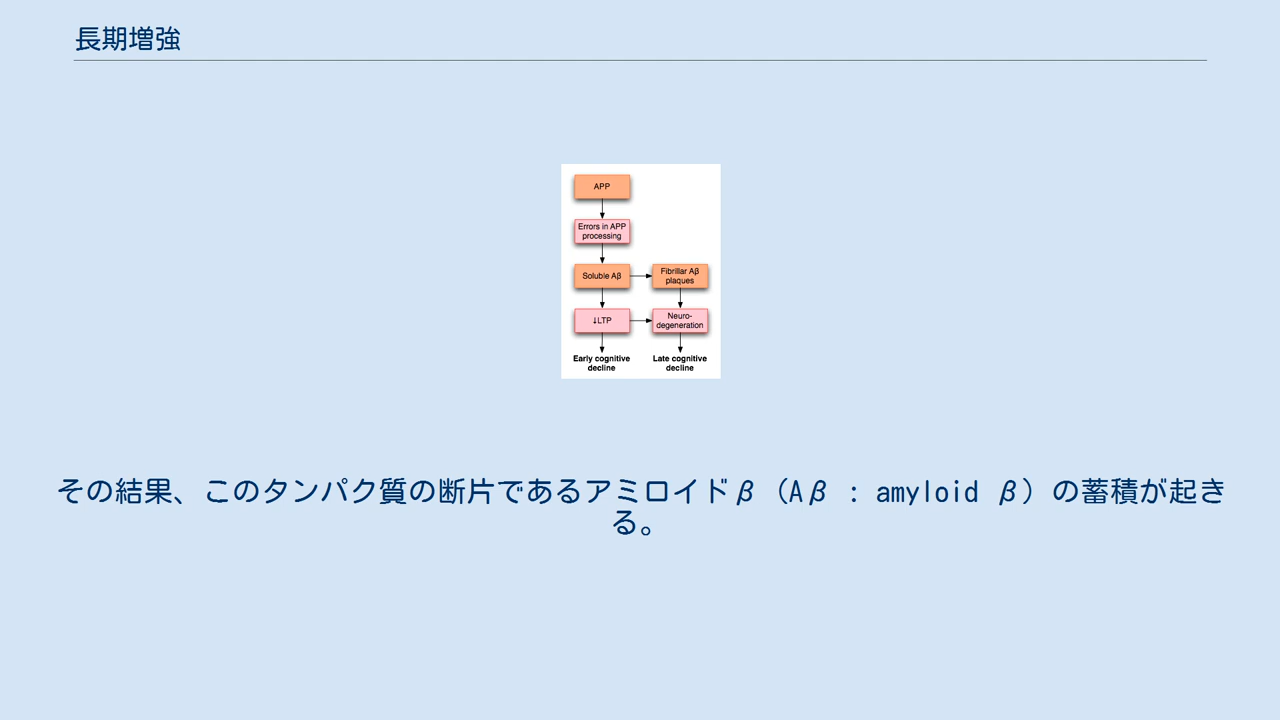 長期増強
APP
Errors in APP
processing
Soluble Aβ
Fibrillar Aβ
plaques
↓LTP
Neuro-
degeneration
Early cognitive
decline
Late cognitive
decline
その結果、このタンパク質の断片であるアミロイドβ（Aβ : amyloid β）の蓄積が起き
る。